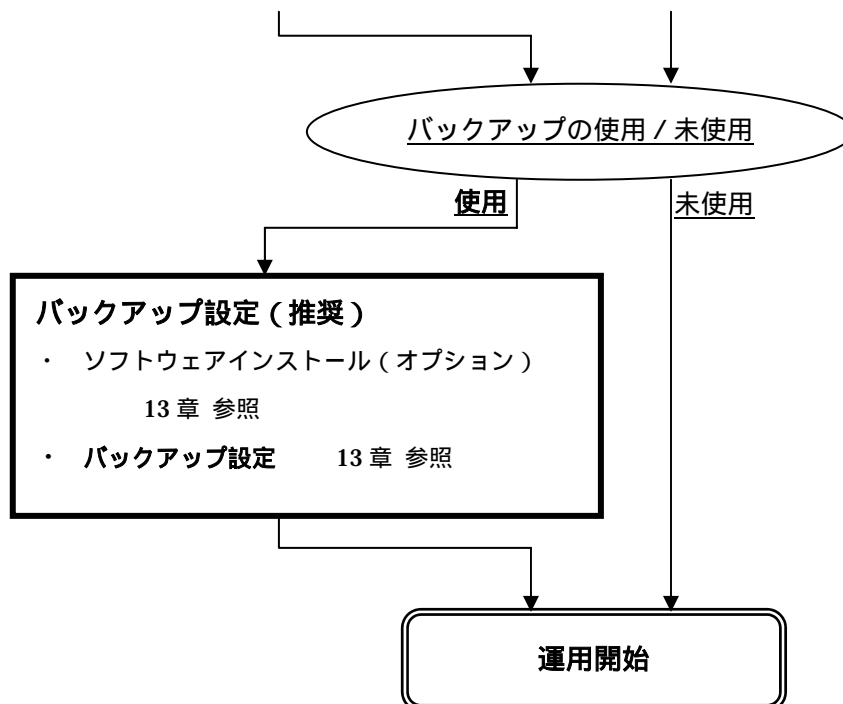 バックアップの使用 / 未使用
使用
未使用
バックアップ設定(推奨)
・ ソフトウェアインストール(オプション)
13 章 参照
・ バックアップ設定 13 章 参照
運用開始